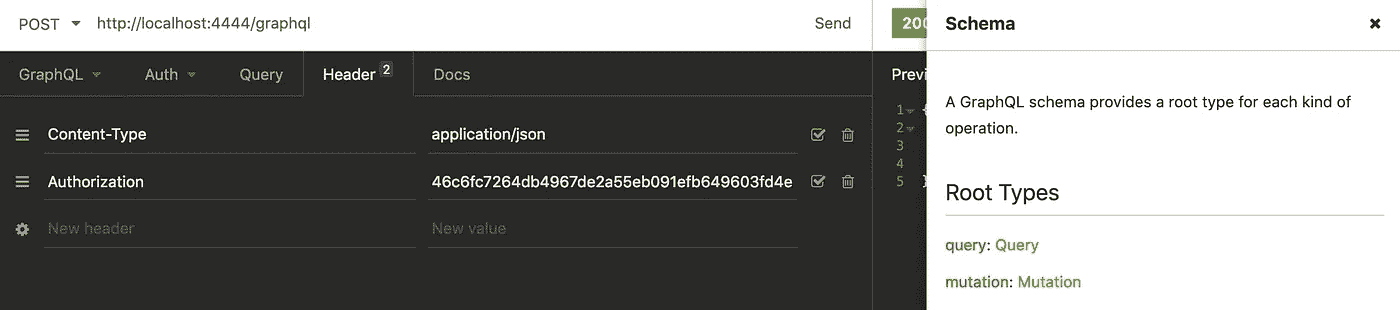 POST http://localhost:4444/graphql Send
GraphQL Auth Query Header 2 Docs
Content-Type application/json
Authorization 46c6fc7264db4967de2a55eb091efb649603fd4e
New header New value
200
Previ
1 {
2
3
4
5 }
Schema
A GraphQL schema provides a root type for each kind of
operation.
Root Types
query: Query
mutation: Mutation